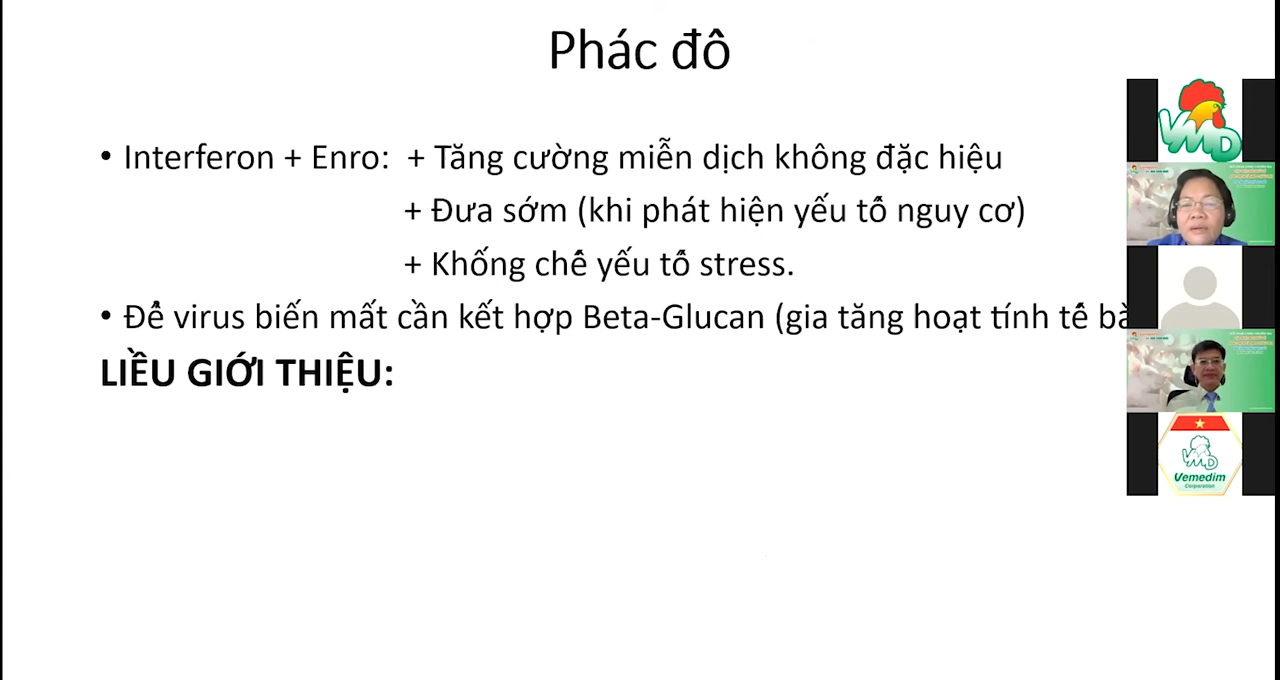 Phác đồ
• Interferon + Enro: + Tăng cường miễn dịch không đặc hiệu
+ Đưa sớm (khi phát hiện yếu tố nguy cơ)
+ Khống chế yếu tố stress.
• Để virus biến mất cần kết hợp Beta-Glucan (gia tăng hoạt tính tế bà
LIỀU GIỚI THIỆU:
VMD
VMD
Vemedim
Corporation